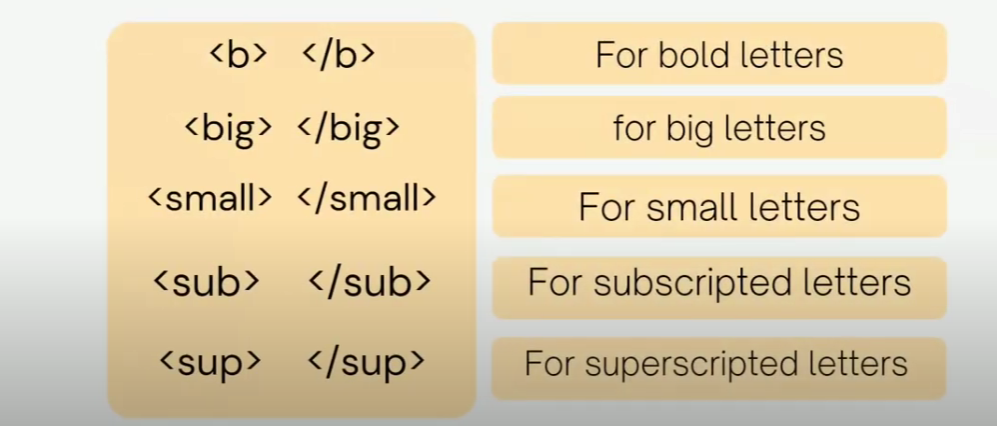 <b> </b> For bold letters
<big> </big> for big letters
<small> </small> For small letters
<sub> </sub> For subscripted letters
<sup> </sup> For superscripted letters